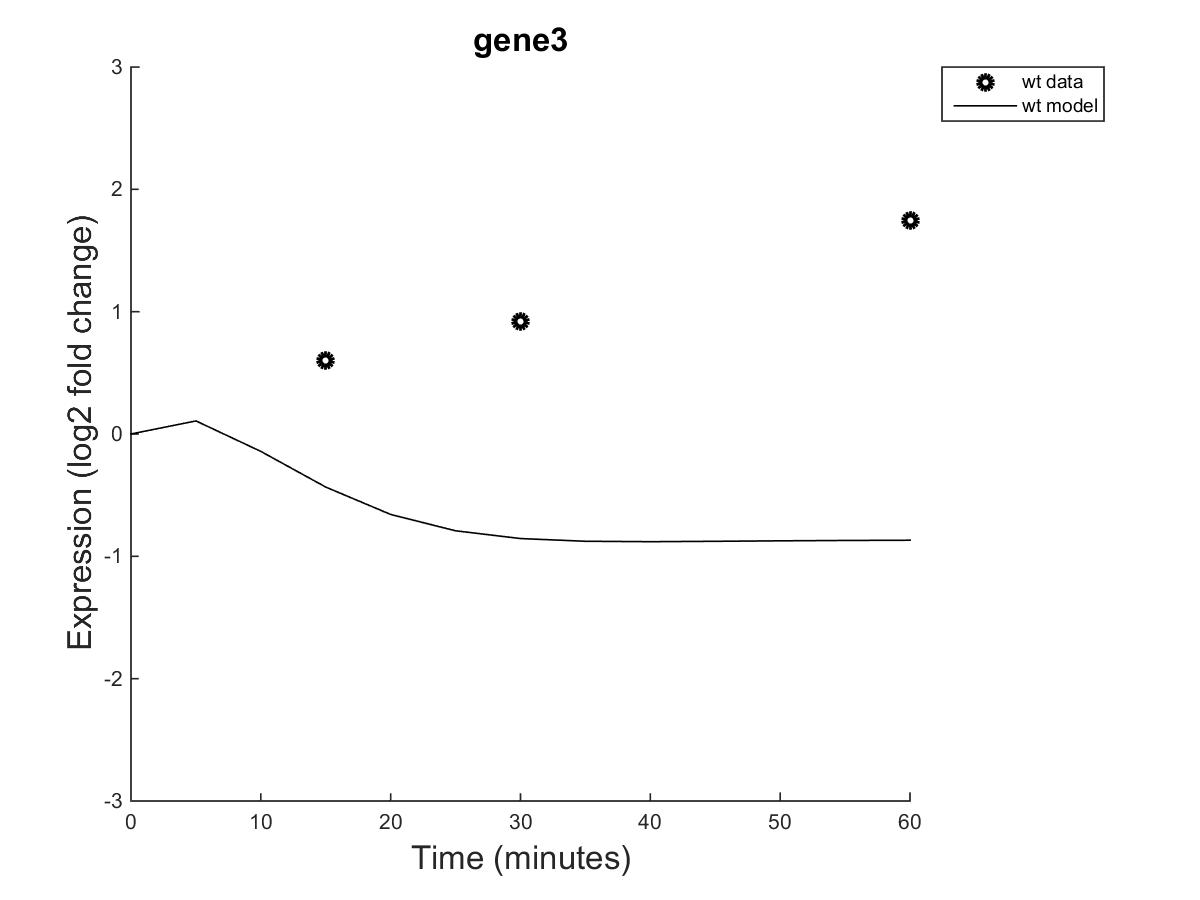 gene3
wt data
wt model
Expression (log2 fold change)
3
2
1
0
-1
-2
-3
0 10 20 30 40 50 60
Time (minutes)